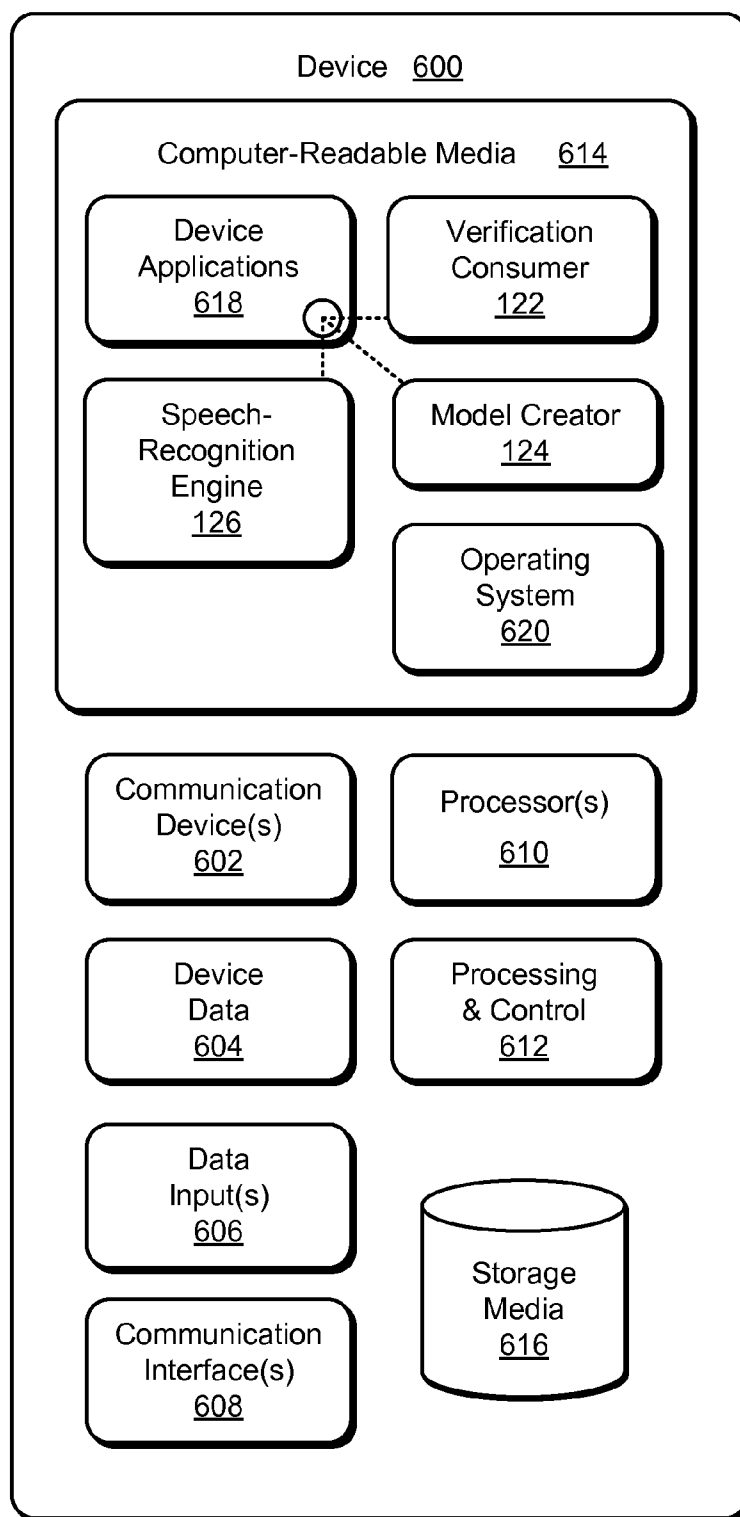 Device 600
Computer-Readable Media 614
Device
Applications
618
Verification
Consumer
122
Speech-
Recognition
Engine
126
Model Creator
124
Operating
System
620
Communication
Device(s)
602
Processor(s)
610
Device
Data
604
Processing
& Control
612
Data
Input(s)
606
Storage
Media
616
Communication
Interface(s)
608